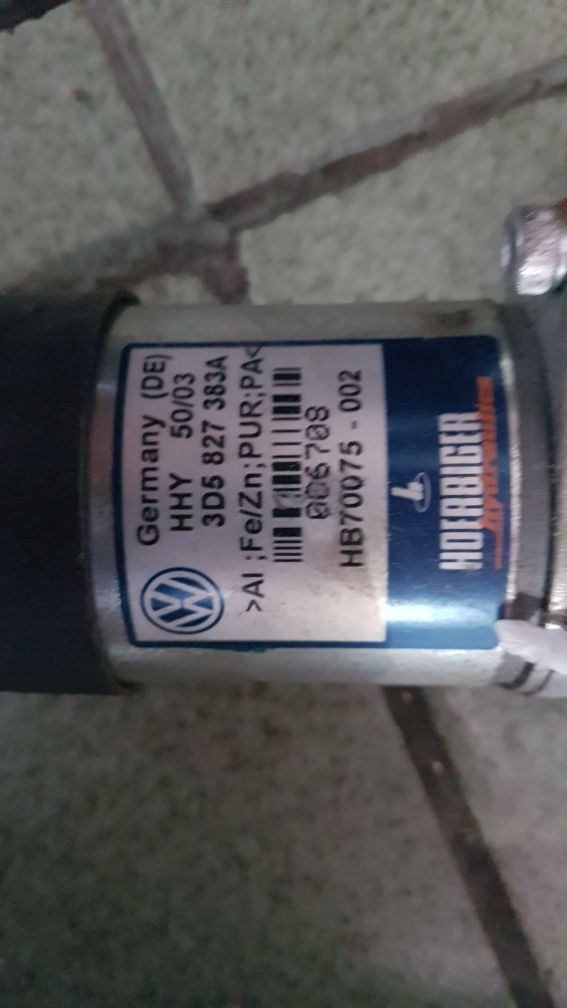 Germany (DE)
HHY 50/03
3D5 827 383A
>Al ;Fe/Zn;PUR;PA<
006708
HB70075 - 002
HOERBIGER